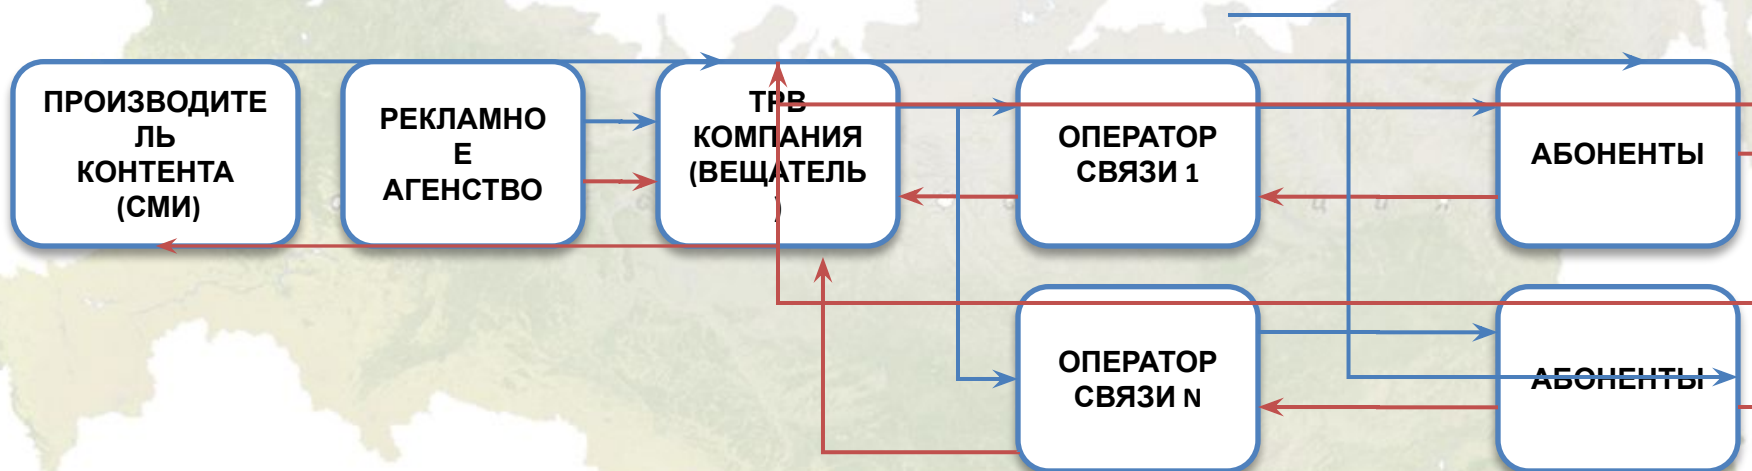 ПРОИЗВОДИТЕ
ЛЬ
КОНТЕНТА
(СМИ)
РЕКЛАМНО
Е
АГЕНСТВО
ТРВ
КОМПАНИЯ
(ВЕЩАТЕЛЬ
)
ОПЕРАТОР
СВЯЗИ 1
АБОНЕНТЫ
ОПЕРАТОР
СВЯЗИ N
АБОНЕНТЫ